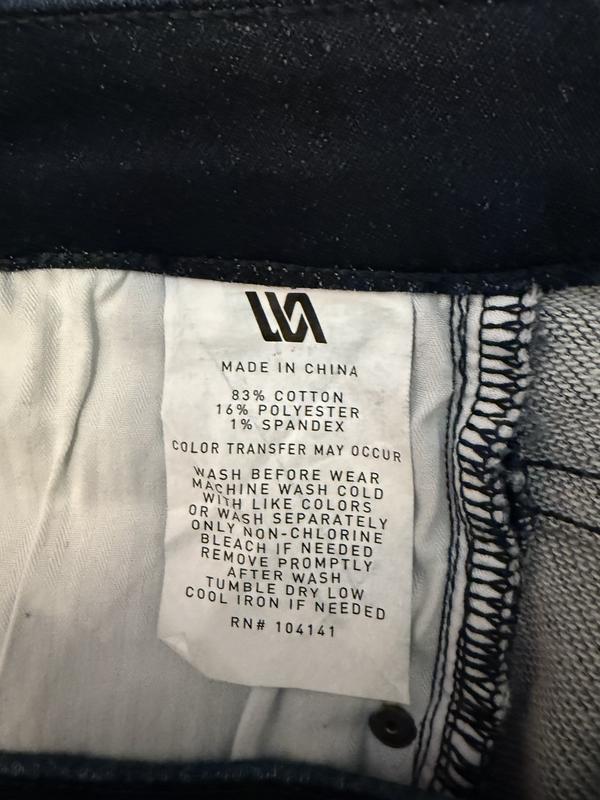 MADE IN CHINA
83% COTTON
16% POLYESTER
1% SPANDEX
COLOR TRANSFER MAY OCCUR
WASH BEFORE WEAR
MACHINE WASH COLD
WITH LIKE COLORS
OR WASH SEPARATELY
ONLY NON-CHLORINE
BLEACH IF NEEDED
REMOVE PROMPTLY
AFTER WASH
TUMBLE DRY LOW
COOL IRON IF NEEDED
RN# 104141